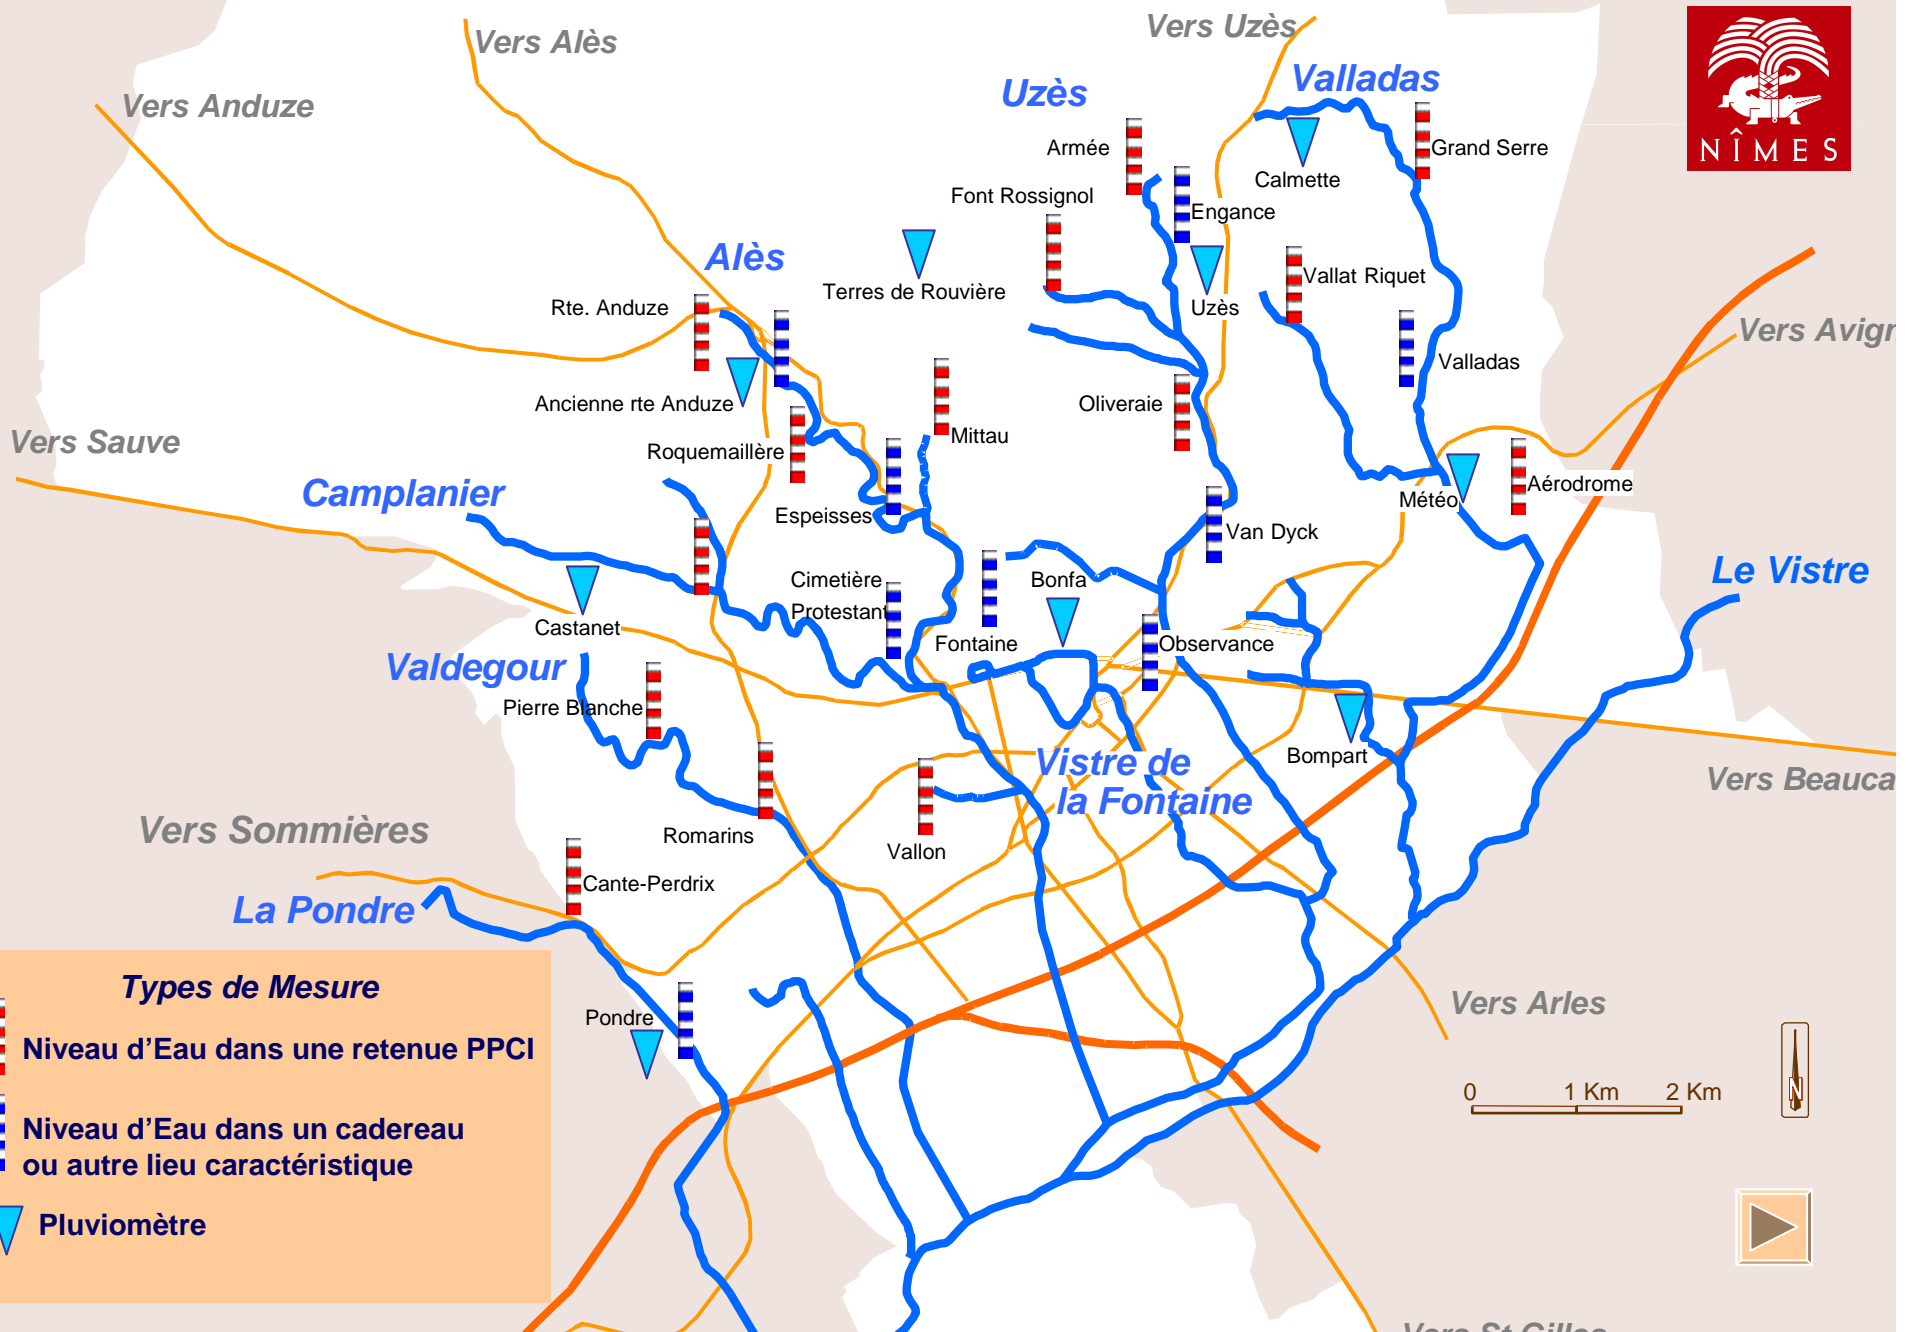 Vers Alès
Vers Uzès
Vers Anduze
Uzès
Valladas
NÎMES
Armée
Grand Serre
Calmette
Font Rossignol
Engance
Alès
Terres de Rouvière
Vallat Riquet
Rte. Anduze
Uzès
Vers Avign
Valladas
Ancienne rte Anduze
Oliveraie
Mittau
Vers Sauve
Roquemaillère
Camplanier
Aérodrome
Météo
Espeisses
Van Dyck
Cimetière
Protestant
Bonfa
Le Vistre
Castanet
Fontaine
Observance
Valdegour
Pierre Blanche
Bompart
Vistre de
la Fontaine
Vers Beauca
Vers Sommières
Romarins
Vallon
Cante-Perdrix
La Pondre
Types de Mesure
Niveau d’Eau dans une retenue PPCI
Niveau d’Eau dans un cadereau
ou autre lieu caractéristique
Pluviomètre
Pondre
Vers Arles
0 1 Km 2 Km
N
Vers St Gilles